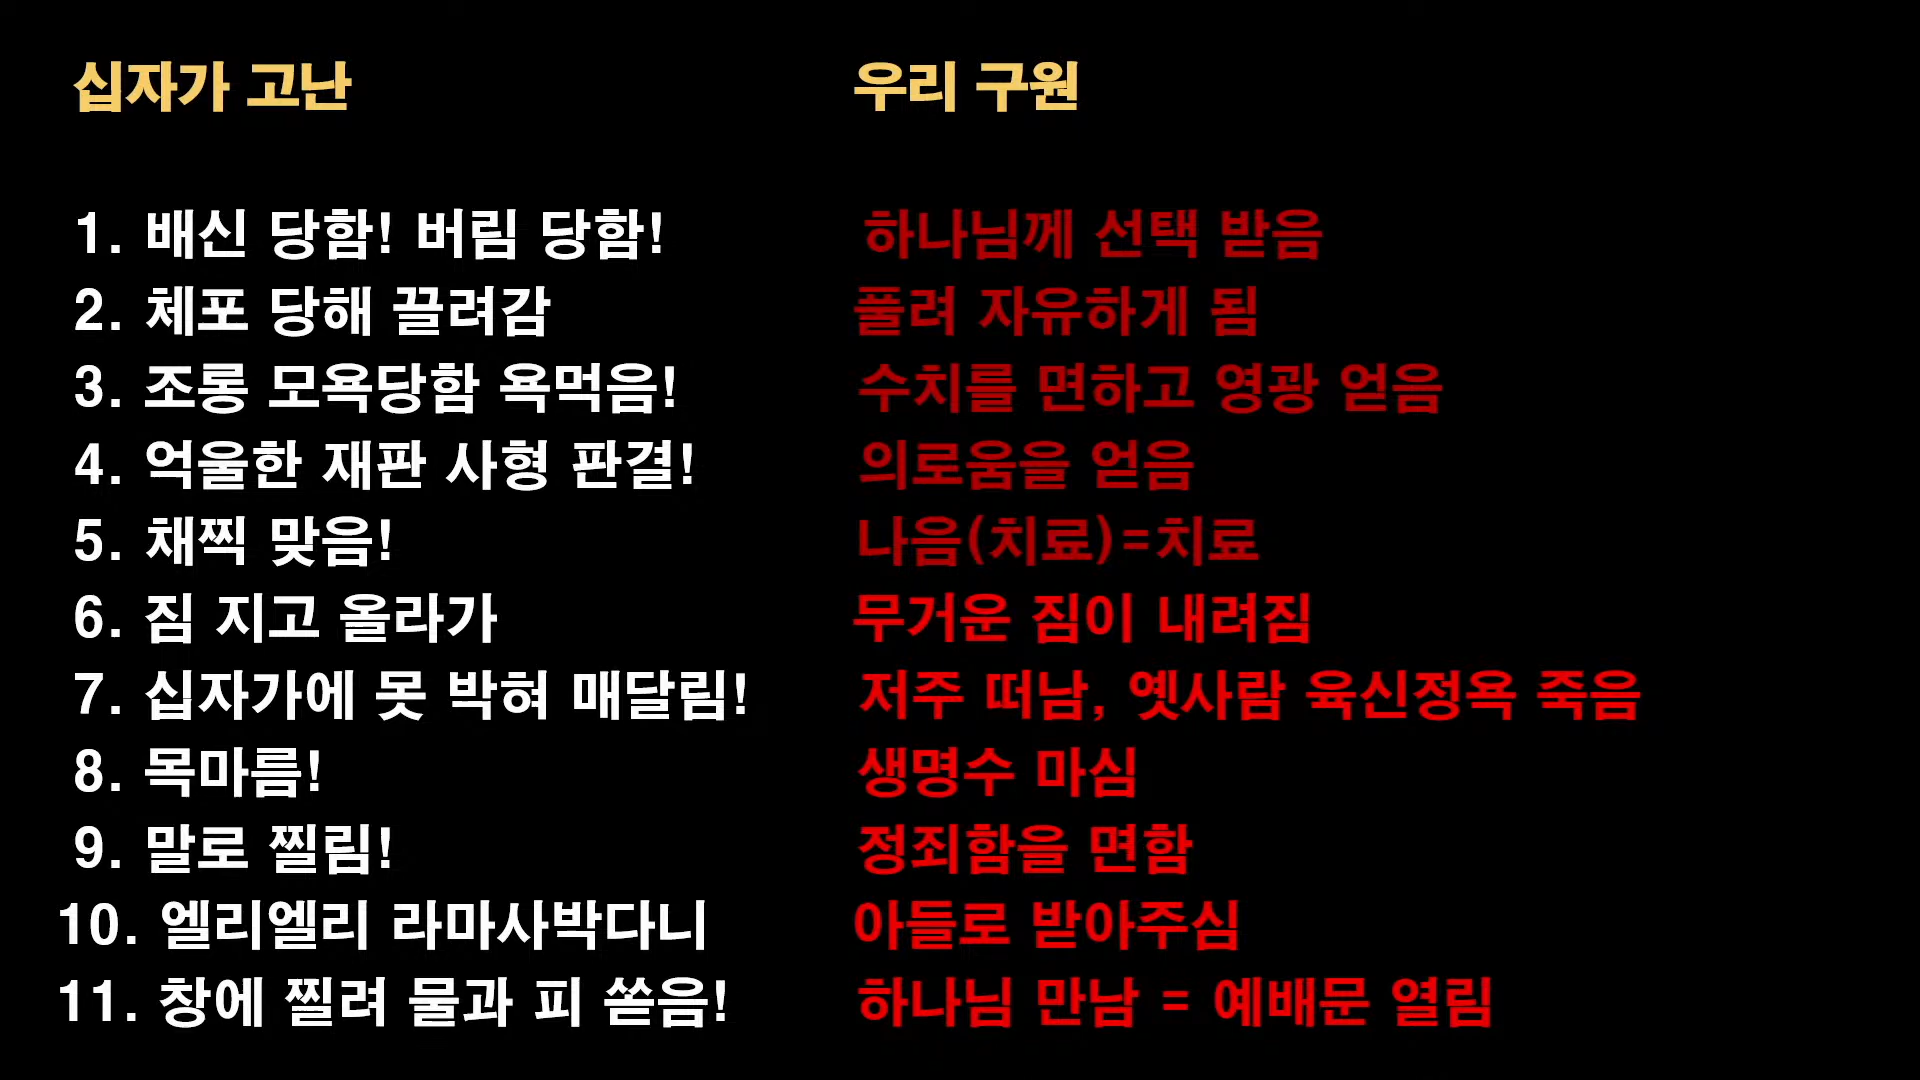 십자가 고난 우리 구원
1. 배신 당함! 버림 당함! 하나님께 선택 받음
2. 체포 당해 끌려감 풀려 자유하게 됨
3. 조롱 모욕당함 욕먹음! 수치를 면하고 영광 얻음
4. 억울한 재판 사형 판결! 의로움을 얻음
5. 채찍 맞음! 나음(치료)=치료
6. 짐 지고 올라가 무거운 짐이 내려짐
7. 십자가에 못 박혀 매달림! 저주 떠남, 옛사람 육신정욕 죽음
8. 목마름! 생명수 마심
9. 말로 찔림! 정죄함을 면함
10. 엘리엘리 라마사박다니 아들로 받아주심
11. 창에 찔려 물과 피 쏟음! 하나님 만남 = 예배문 열림